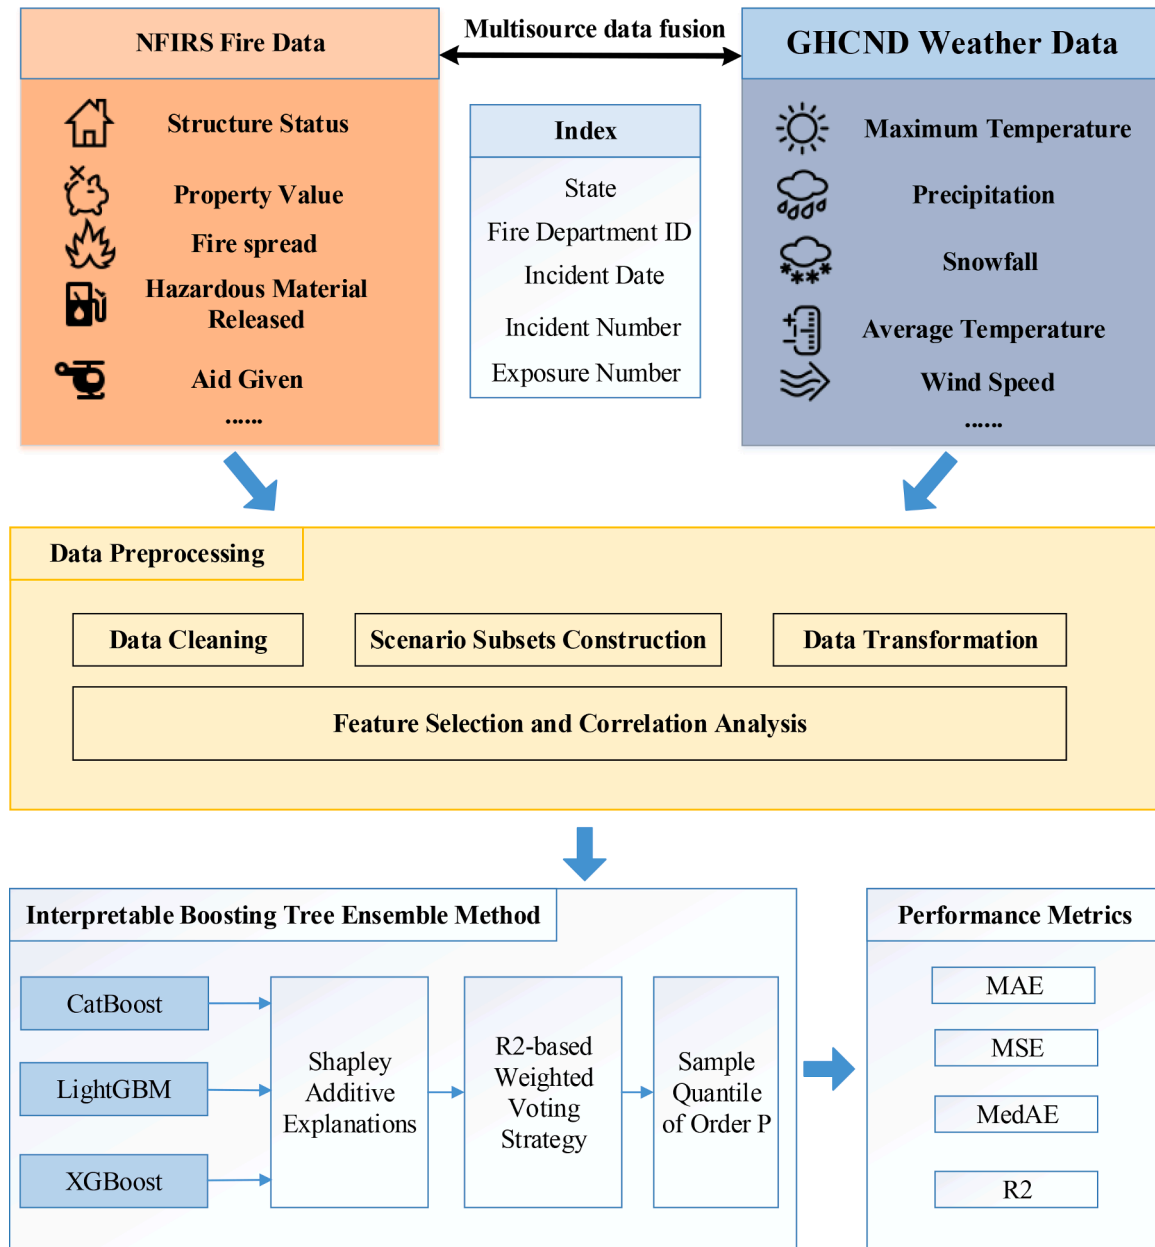 NFIRS Fire Data
Multisource data fusion
GHCND Weather Data
Structure Status
Property Value
Fire spread
Hazardous Material
Released
Aid Given
......
Index
State
Fire Department ID
Incident Date
Incident Number
Exposure Number
Maximum Temperature
Precipitation
Snowfall
Average Temperature
Wind Speed
......
Data Preprocessing
Data Cleaning
Scenario Subsets Construction
Data Transformation
Feature Selection and Correlation Analysis
Interpretable Boosting Tree Ensemble Method
CatBoost
LightGBM
XGBoost
Shapley
Additive
Explanations
R2-based
Weighted
Voting
Strategy
Sample
Quantile
of Order P
Performance Metrics
MAE
MSE
MedAE
R2